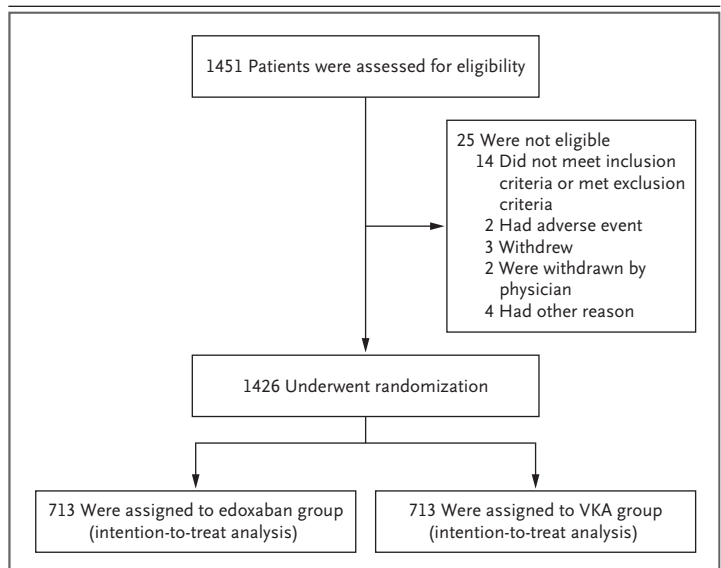 1451 Patients were assessed for eligibility
25 Were not eligible
14 Did not meet inclusion
criteria or met exclusion
criteria
2 Had adverse event
3 Withdrew
2 Were withdrawn by
physician
4 Had other reason
1426 Underwent randomization
713 Were assigned to edoxaban group
(intention-to-treat analysis)
713 Were assigned to VKA group
(intention-to-treat analysis)